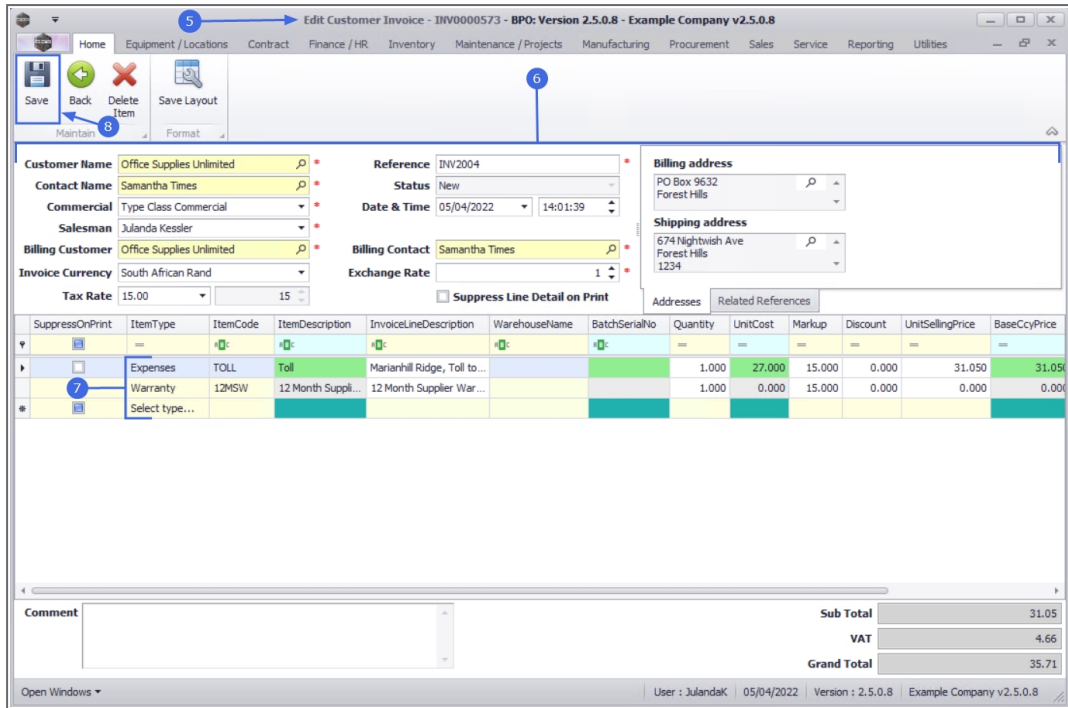 5
Edit Customer Invoice - INV0000573 - BPO: Version 2.5.0.8 - Example Company v2.5.0.8
Home Equipment / Locations Contract Finance / HR Inventory Maintenance / Projects Manufacturing Procurement Sales Service Reporting Utilities
6
Save Back Delete Item Save Layout
8
Maintain Format
Customer Name Office Supplies Unlimited * Reference INV2004 * Billing address
Contact Name Samantha Times * Status New PO Box 9632
Forest Hills
Commercial Type Class Commercial * Date & Time 05/04/2022 14:01:39
Salesman Julanda Kessler * Shipping address
Billing Customer Office Supplies Unlimited * Billing Contact Samantha Times * 674 Nightwish Ave
Forest Hills
Invoice Currency South African Rand Exchange Rate 1 * 1234
Tax Rate 15.00 15 Suppress Line Detail on Print Addresses Related References
SuppressOnPrint ItemType ItemCode ItemDescription InvoiceLineDescription WarehouseName BatchSerialNo Quantity UnitCost Markup Discount UnitSellingPrice BaseCcyPrice
Expenses TOLL Toll Marianhill Ridge, Toll to... 1.000 27.000 15.000 0.000 31.050 31.050
7
Warranty 12MSW 12 Month Suppli... 12 Month Supplier War... 1.000 0.000 15.000 0.000 0.000 0.000
Select type...
Comment Sub Total 31.05
VAT 4.66
Grand Total 35.71
Open Windows User : JulandaK 05/04/2022 Version : 2.5.0.8 Example Company v2.5.0.8